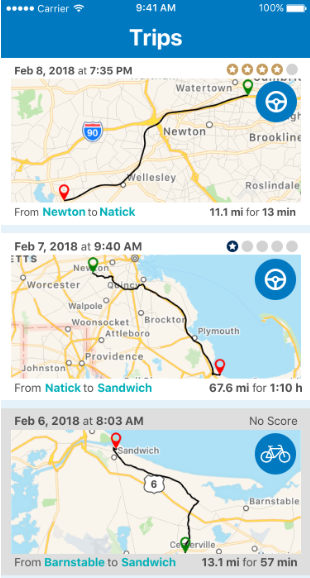 Carrier 9:41 AM 100%
Trips
Feb 8, 2018 at 7:35 PM
Watertown
90
Newton
Brookline
Wellesley
Roslindale
From Newton to Natick 11.1 mi for 13 min
Feb 7, 2018 at 9:40 AM
ETTS
Newton
Worcester
Quincy
Walpole
Brockton
Woonsocket
Plymouth
Attleboro
Providence
Johnston
From Natick to Sandwich 67.6 mi for 1:10 h
Feb 6, 2018 at 8:03 AM No Score
Sandwich
6
Barnstable
From Barnstable to Sandwich 13.1 mi for 57 min